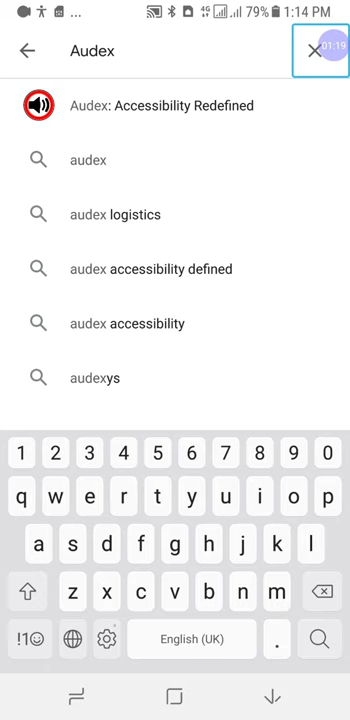 4G 79% 1:14 PM
Audex
01:19
Audex: Accessibility Redefined
audex
audex logistics
audex accessibility defined
audex accessibility
audexys
1 2 3 4 5 6 7 8 9 0
q w e r t y u i o p
a s d f g h j k l
z x c v b n m
!1☺ English (UK) .